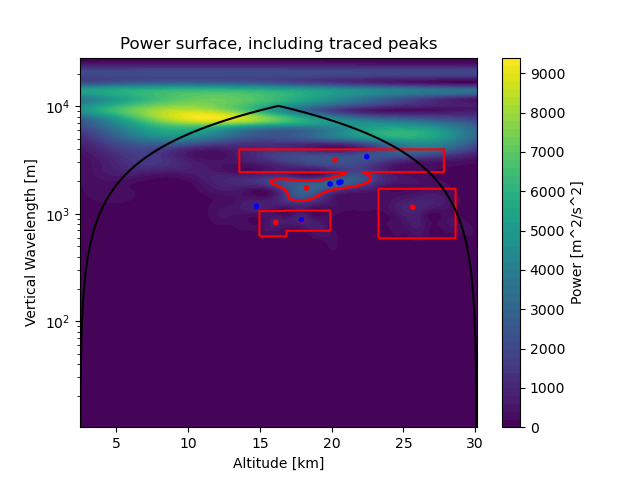 Power surface, including traced peaks
Vertical Wavelength [m]
10^4
10^3
10^2
5 10 15 20 25 30
Altitude [km]
9000
8000
7000
6000
5000
4000
3000
2000
1000
0
Power [m^2/s^2]